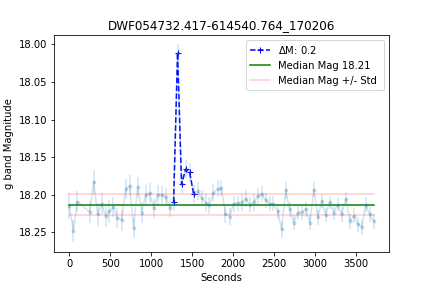 DWF054732.417-614540.764_170206
18.00
18.05
18.10
18.15
18.20
18.25
g band Magnitude
ΔM: 0.2
Median Mag 18.21
Median Mag +/- Std
0
500
1000
1500
2000
2500
3000
3500
Seconds